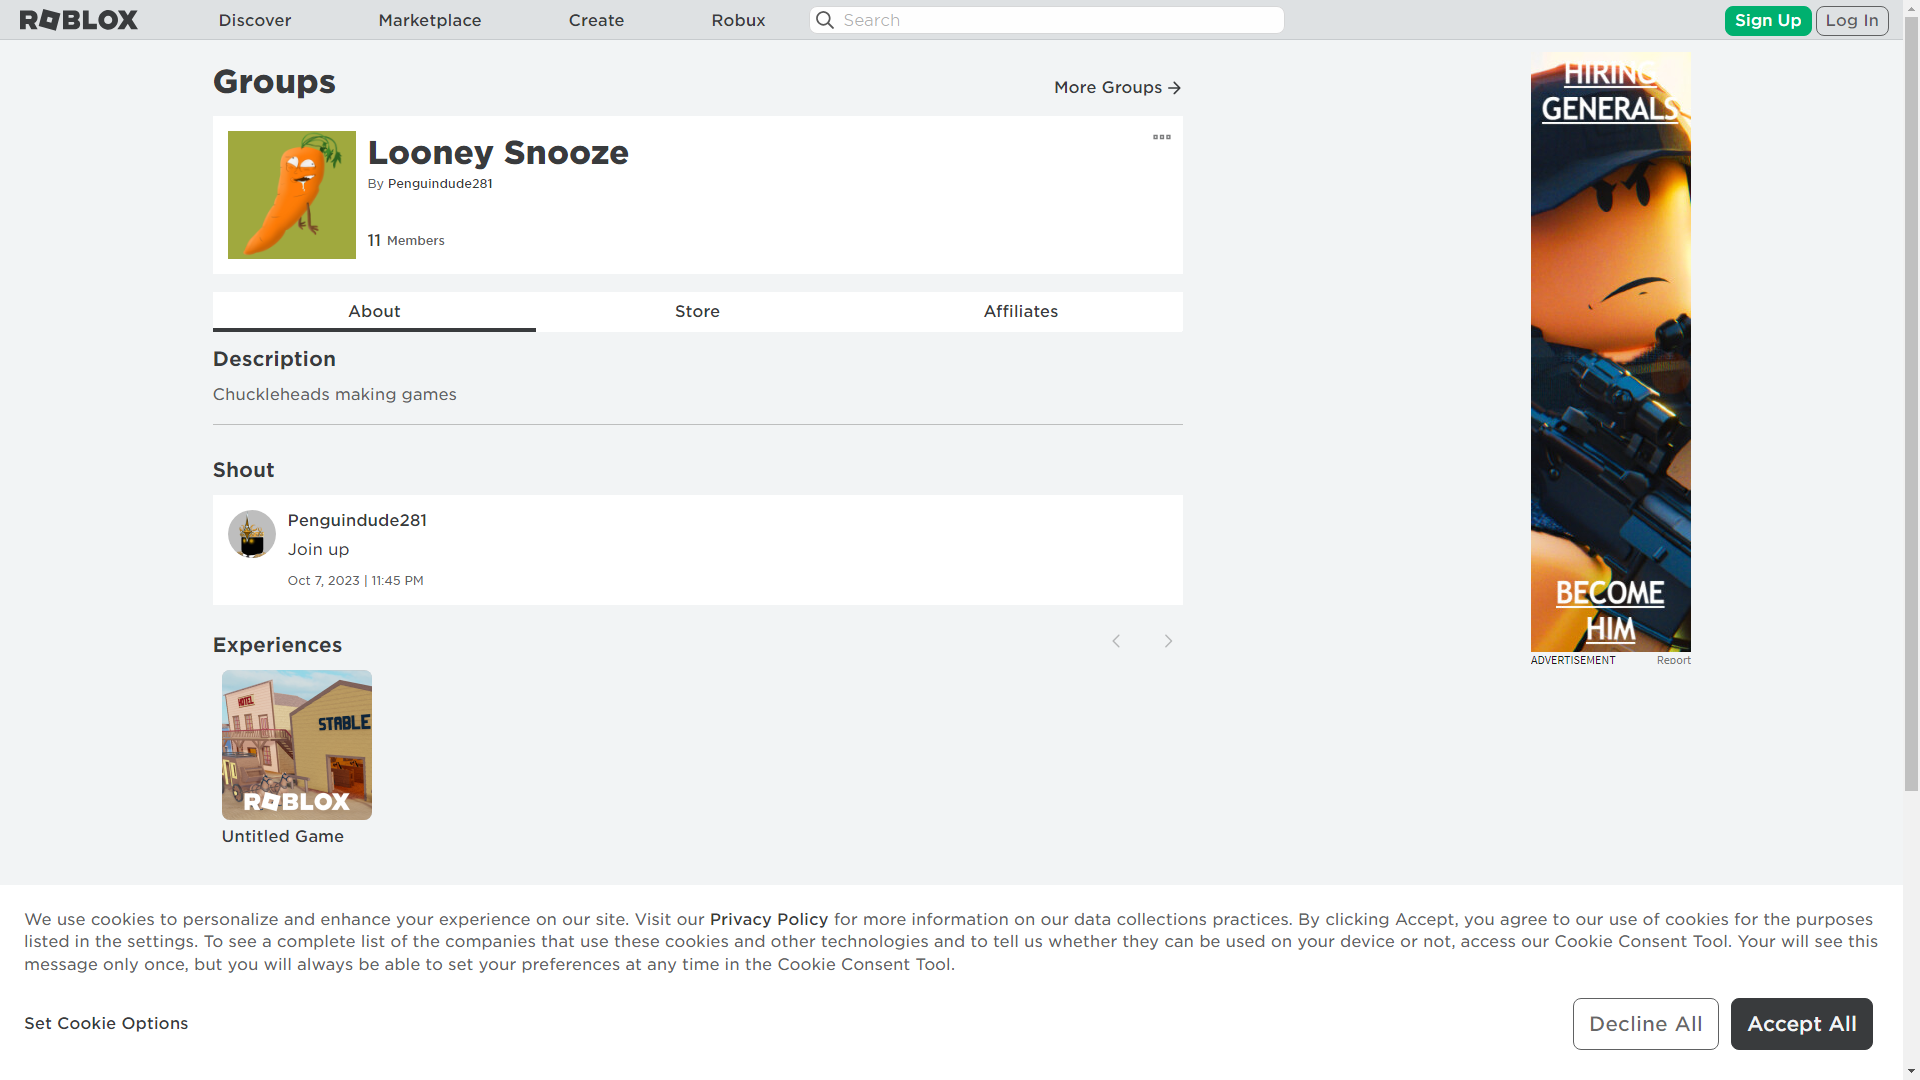 ROBLOX
Discover
Marketplace
Create
Robux
Search
Sign Up
Log In
Groups
More Groups
Looney Snooze
By Penguindude281
11 Members
About
Store
Affiliates
Description
Chuckleheads making games
Shout
Penguindude281
Join up
Oct 7, 2023 | 11:45 PM
Experiences
HOTEL
STABLE
ROBLOX
Untitled Game
HIRING
GENERALS
BECOME
HIM
ADVERTISEMENT
Report
We use cookies to personalize and enhance your experience on our site. Visit our Privacy Policy for more information on our data collections practices. By clicking Accept, you agree to our use of cookies for the purposes
listed in the settings. To see a complete list of the companies that use these cookies and other technologies and to tell us whether they can be used on your device or not, access our Cookie Consent Tool. Your will see this
message only once, but you will always be able to set your preferences at any time in the Cookie Consent Tool.
Set Cookie Options
Decline All
Accept All